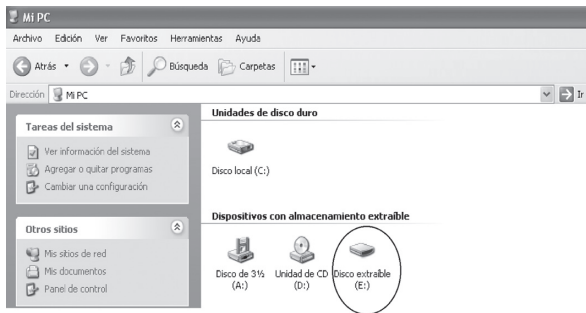 Mi PC
Archivo Edición Ver Favoritos Herramientas Ayuda
Atrás Búsqueda Carpetas
Dirección Mi PC Ir
Tareas del sistema
Ver información del sistema
Agregar o quitar programas
Cambiar una configuración
Otros sitios
Mis sitios de red
Mis documentos
Panel de control
Unidades de disco duro
Disco local (C:)
Dispositivos con almacenamiento extraíble
Disco de 3½ (A:)
Unidad de CD (D:)
Disco extraíble (E:)